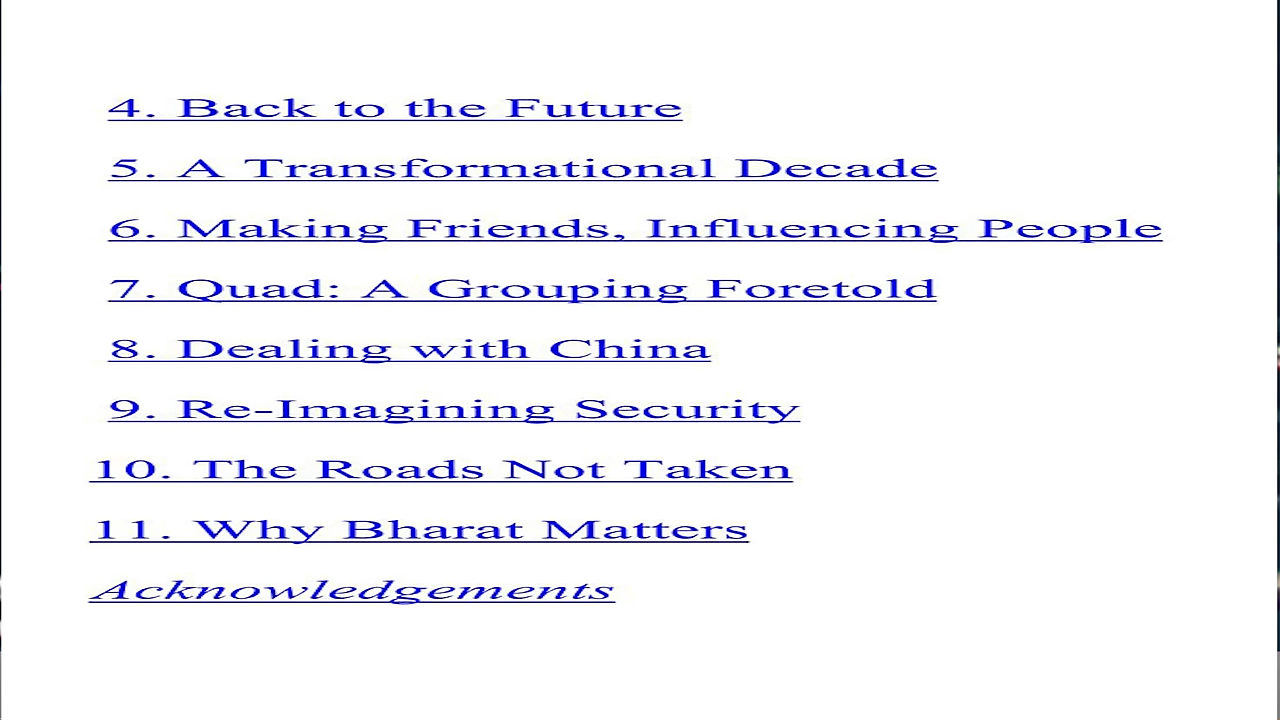 4. Back to the Future
5. A Transformational Decade
6. Making Friends, Influencing People
7. Quad: A Grouping Foretold
8. Dealing with China
9. Re-Imagining Security
10. The Roads Not Taken
11. Why Bharat Matters
Acknowledgements